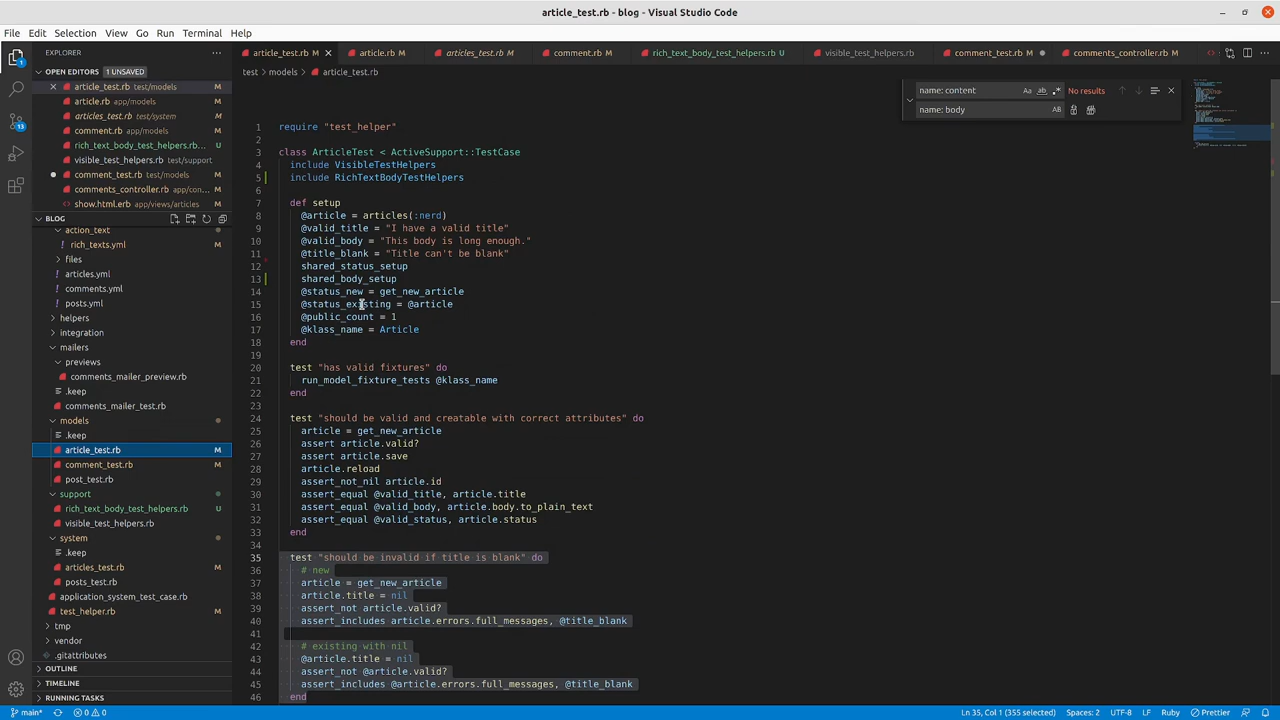 article_test.rb - blog - Visual Studio Code
File Edit Selection View Go Run Terminal Help
EXPLORER
OPEN EDITORS 1 UNSAVED
article_test.rb test/models M
article.rb app/models M
articles_test.rb test/system M
comment.rb app/models M
rich_text_body_test_helpers.rb... U
visible_test_helpers.rb test/support
comment_test.rb test/models M
comments_controller.rb app/con... M
show.html.erb app/views/articles M
BLOG
action_text
rich_texts.yml M
files
articles.yml M
comments.yml M
posts.yml M
helpers
integration
mailers
previews
comments_mailer_preview.rb M
.keep
comments_mailer_test.rb M
models
.keep
article_test.rb M
comment_test.rb M
post_test.rb M
support
rich_text_body_test_helpers.rb U
visible_test_helpers.rb
system
.keep
articles_test.rb M
posts_test.rb M
application_system_test_case.rb M
test_helper.rb M
tmp
vendor
.gitattributes
OUTLINE
TIMELINE
RUNNING TASKS
article_test.rb M
article.rb M
articles_test.rb M
comment.rb M
rich_text_body_test_helpers.rb U
visible_test_helpers.rb
comment_test.rb M
comments_controller.rb M
test > models > article_test.rb
name: content Aa ab .* No results
name: body AB
1 require "test_helper"
2
3 class ArticleTest < ActiveSupport::TestCase
4 include VisibleTestHelpers
5 include RichTextBodyTestHelpers
6
7 def setup
8 @article = articles(:nerd)
9 @valid_title = "I have a valid title"
10 @valid_body = "This body is long enough."
11 @title_blank = "Title can't be blank"
12 shared_status_setup
13 shared_body_setup
14 @status_new = get_new_article
15 @status_existing = @article
16 @public_count = 1
17 @klass_name = Article
18 end
19
20 test "has valid fixtures" do
21 run_model_fixture_tests @klass_name
22 end
23
24 test "should be valid and creatable with correct attributes" do
25 article = get_new_article
26 assert article.valid?
27 assert article.save
28 article.reload
29 assert_not_nil article.id
30 assert_equal @valid_title, article.title
31 assert_equal @valid_body, article.body.to_plain_text
32 assert_equal @valid_status, article.status
33 end
34
35 test "should be invalid if title is blank" do
36 # new
37 article = get_new_article
38 article.title = nil
39 assert_not article.valid?
40 assert_includes article.errors.full_messages, @title_blank
41
42 # existing with nil
43 @article.title = nil
44 assert_not @article.valid?
45 assert_includes @article.errors.full_messages, @title_blank
46 end
main* 0 0 Ln 35, Col 1 (355 selected) Spaces: 2 UTF-8 LF Ruby Prettier